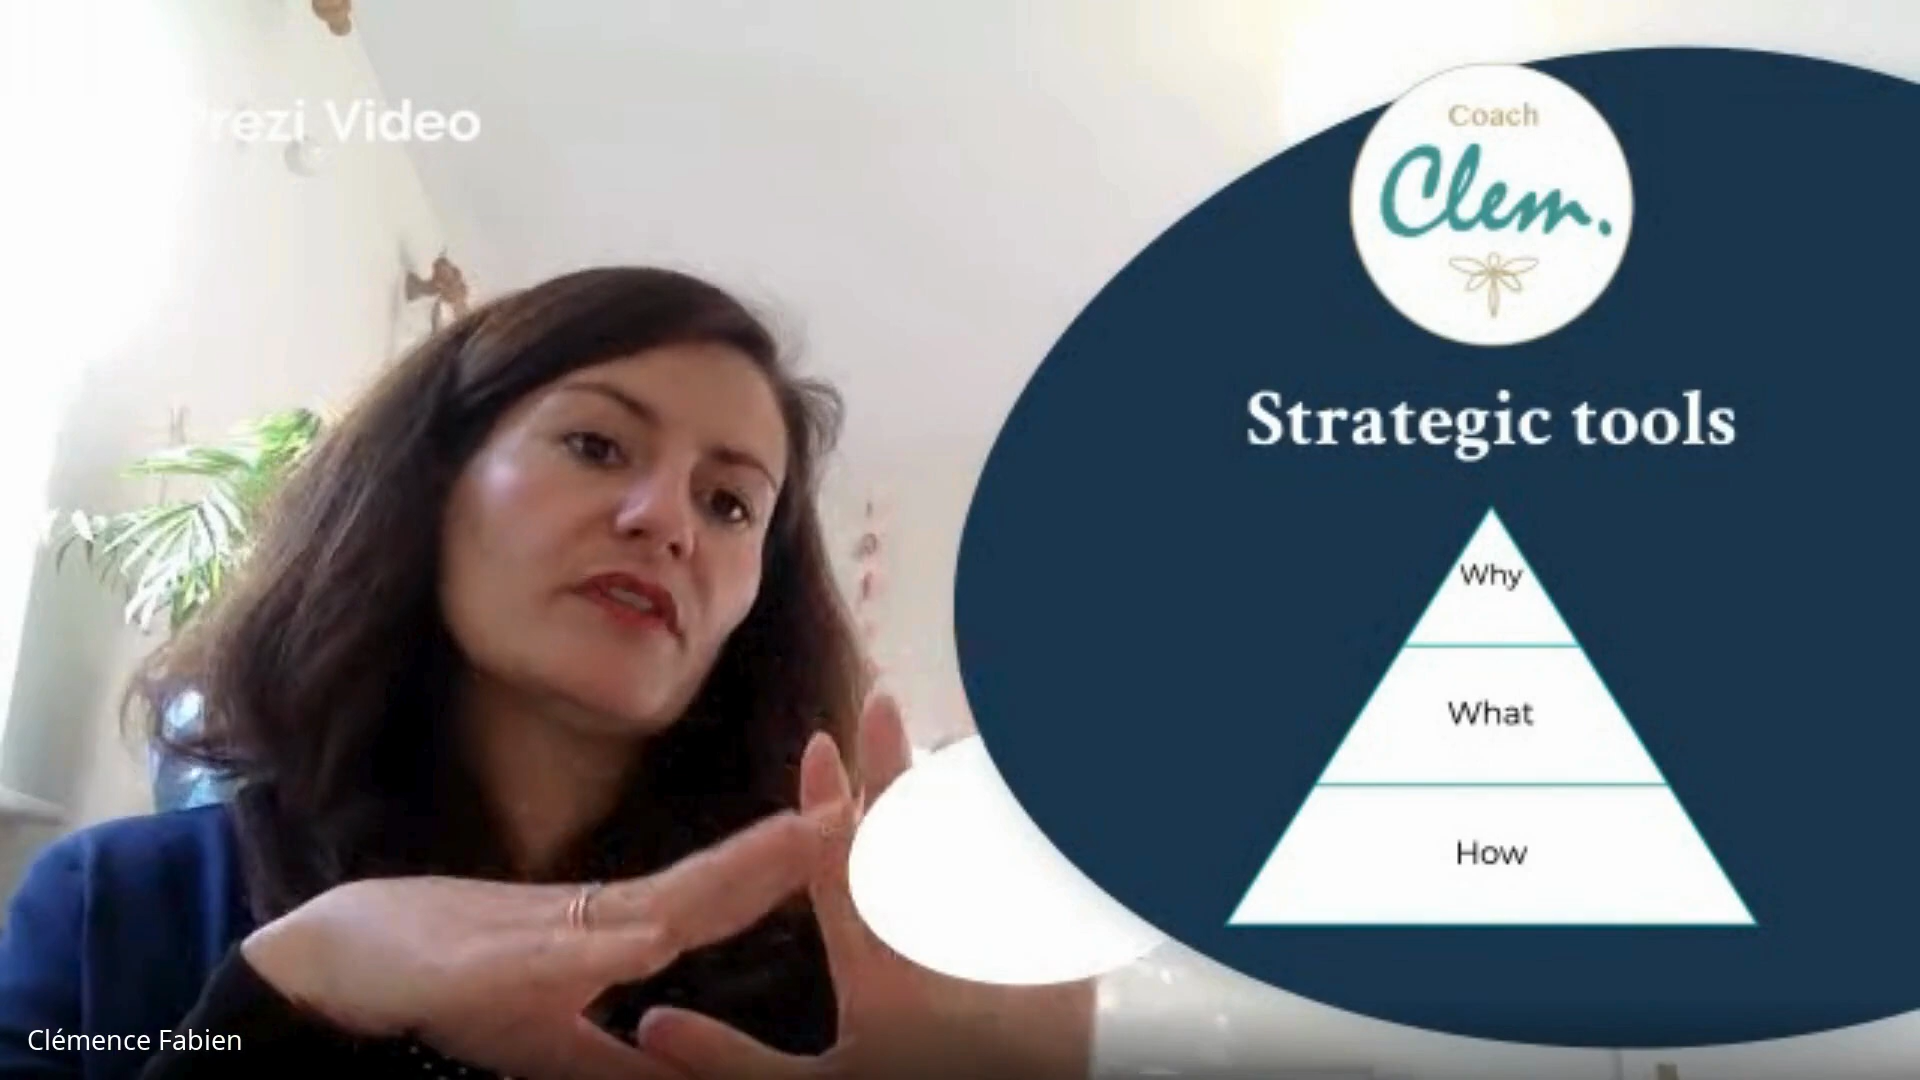 Prezi Video
Coach
Clem.
Strategic tools
Why
What
How
Clémence Fabien